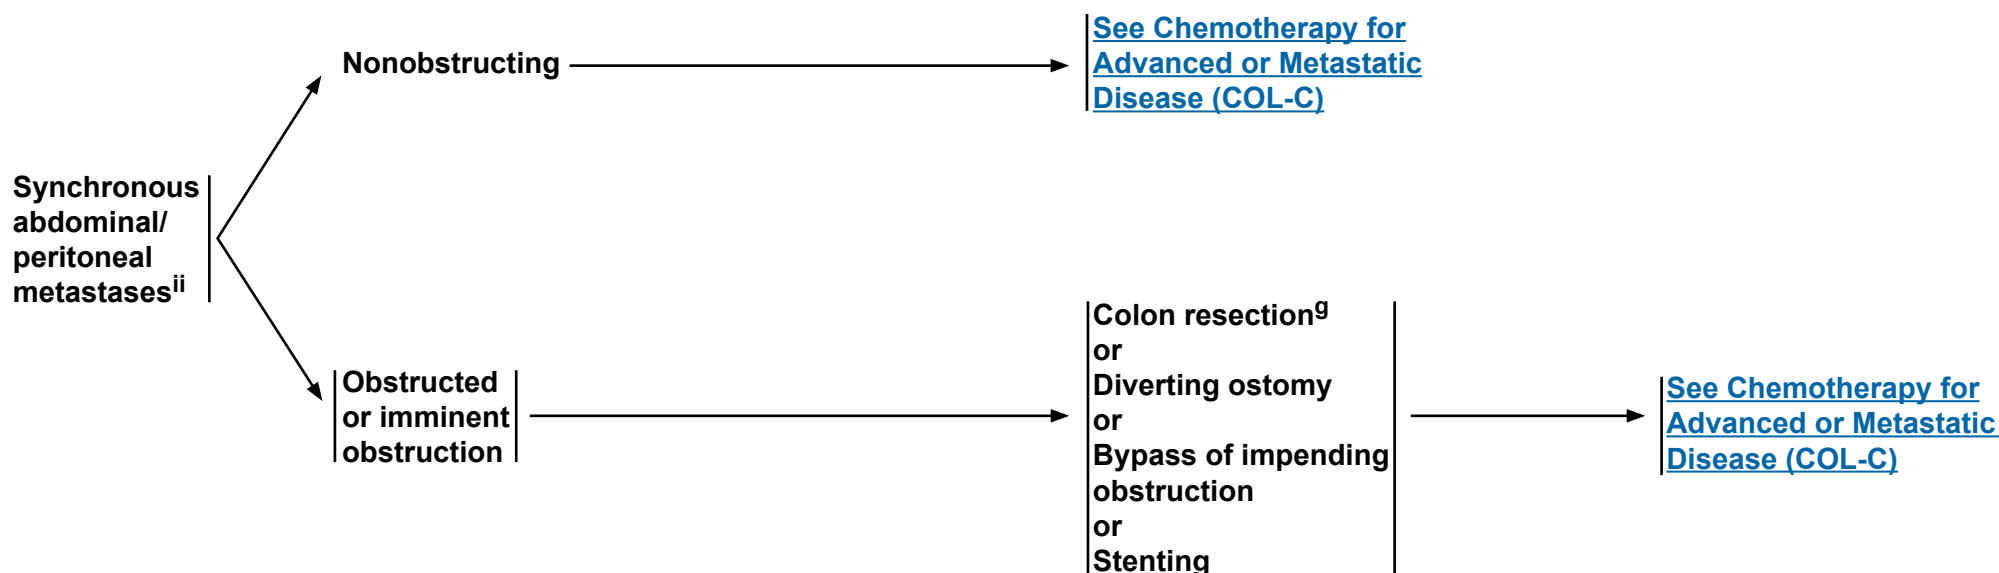 Nonobstructing
See Chemotherapy for
Advanced or Metastatic
Disease (COL-C)
Synchronous
abdominal/
peritoneal
metastasesii
Obstructed
or imminent
obstruction
Colon resectiong
or
Diverting ostomy
or
Bypass of impending
obstruction
or
Stenting
See Chemotherapy for
Advanced or Metastatic
Disease (COL-C)